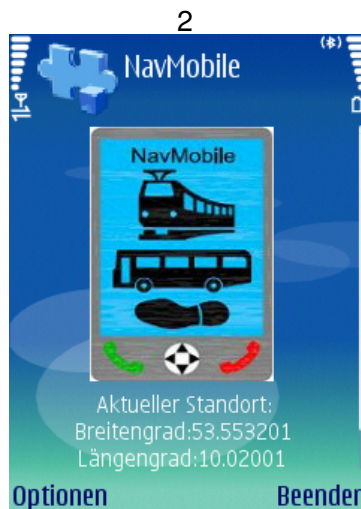 2
NavMobile
NavMobile
Aktueller Standort:
Breitengrad:53.553201
Längengrad:10.02001
Optionen Beenden